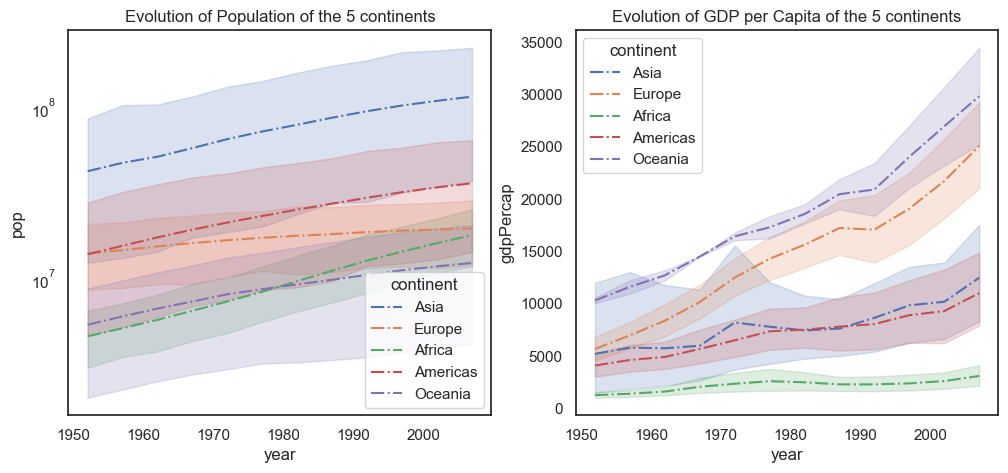 Evolution of Population of the 5 continents
10^8
10^7
pop
1950 1960 1970 1980 1990 2000
year
continent
Asia
Europe
Africa
Americas
Oceania
Evolution of GDP per Capita of the 5 continents
continent
Asia
Europe
Africa
Americas
Oceania
35000
30000
25000
20000
15000
10000
5000
0
gdpPercap
1950 1960 1970 1980 1990 2000
year